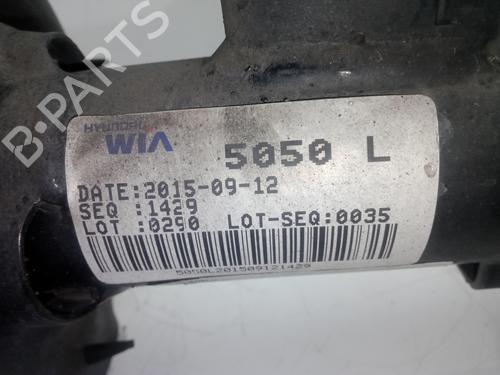 B-PARTS
HYUNDAI
WIA
5050 L
DATE:2015-09-12
SEQ :1429
LOT :0290 LOT-SEQ:0035
5050L201509121429